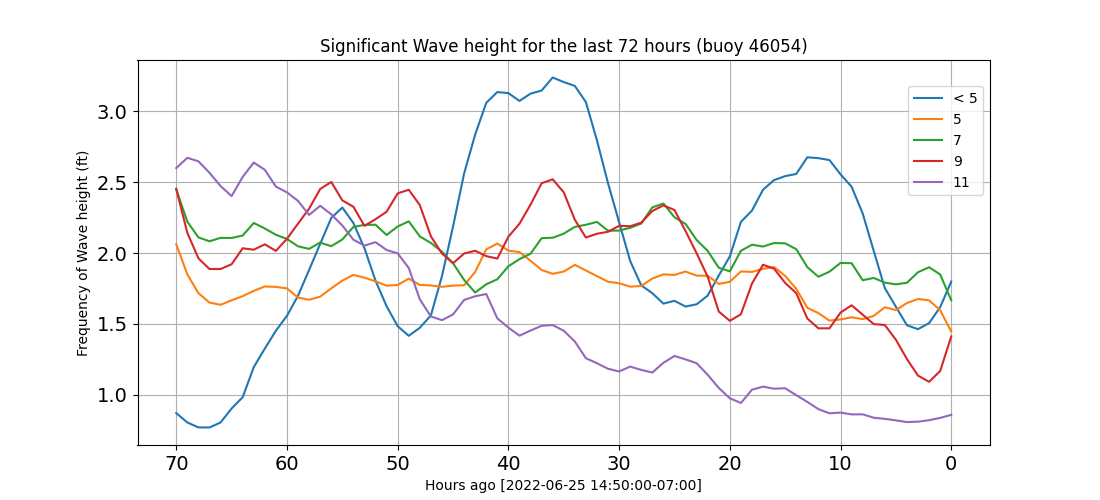 Significant Wave height for the last 72 hours (buoy 46054)
Frequency of Wave height (ft)
3.0
2.5
2.0
1.5
1.0
< 5
5
7
9
11
70 60 50 40 30 20 10 0
Hours ago [2022-06-25 14:50:00-07:00]